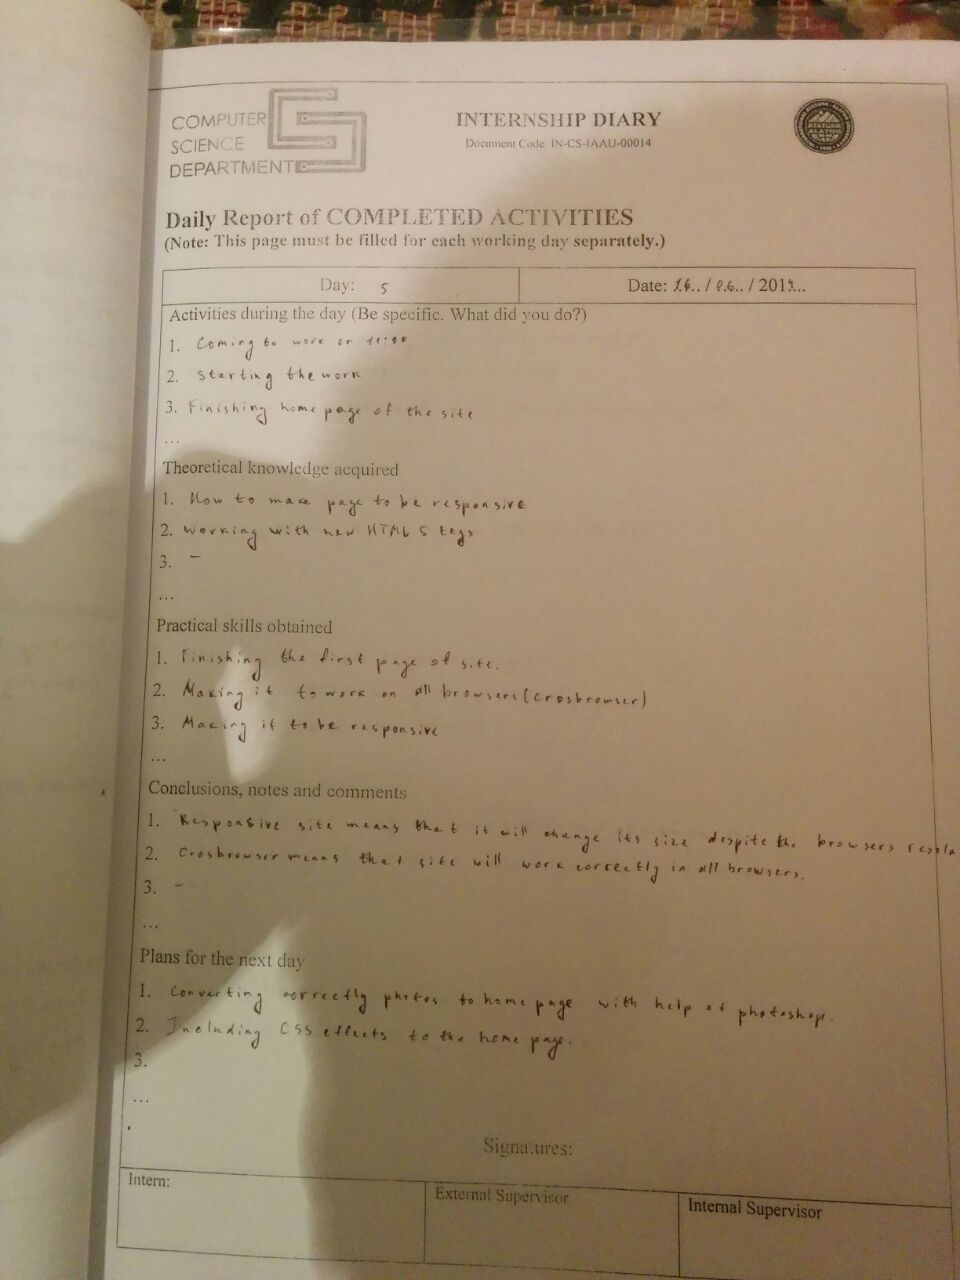 COMPUTER
SCIENCE
DEPARTMENT
INTERNSHIP DIARY
Document Code: IN-CS-IAAU-00014
ATATURK
ALATOO
Daily Report of COMPLETED ACTIVITIES
(Note: This page must be filled for each working day separately.)
Day: 5
Date: 16.. / 06.. / 201...
Activities during the day (Be specific. What did you do?)
1. Coming to work on 11:00
2. Starting the work
3. Finishing home page of the site
...
Theoretical knowledge acquired
1. How to make page to be responsive
2. Working with new HTML 5 tegs
3. –
...
Practical skills obtained
1. Finishing the first page of site.
2. Making it to work on all browsers (crosbrowser)
3. Making it to be responsive
...
Conclusions, notes and comments
1. Responsive site means that it will change its size despite the browsers resola
2. Crosbrowser means that site will work correctly in all browsers.
3. –
...
Plans for the next day
1. Converting correctly photos to home page with help of photoshop.
2. Including CSS effects to the home page.
3.
...
Signatures:
Intern:
External Supervisor
Internal Supervisor